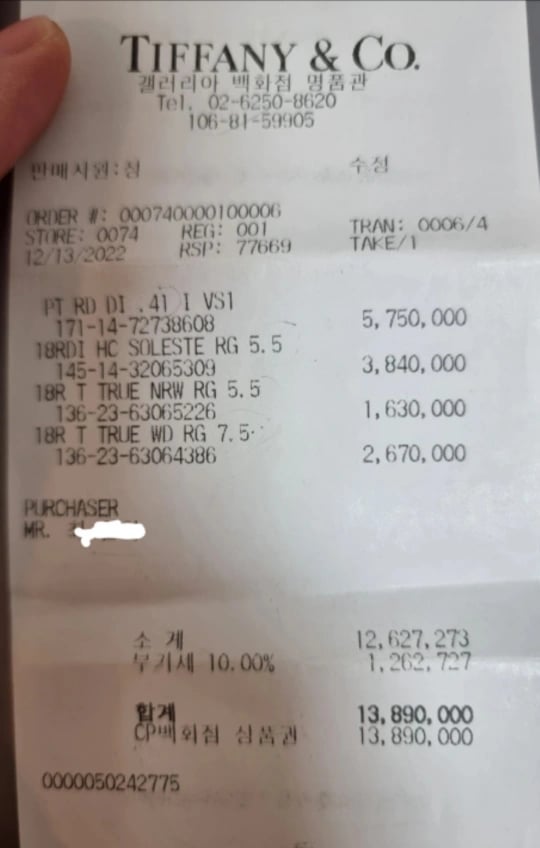 TIFFANY & CO.
갤러리아 백화점 명품관
Tel. 02-6250-8620
106-81-59905
판매사원:정 수정
ORDER #: 000740000100006
STORE: 0074 REG: 001 TRAN: 0006/4
12/13/2022 RSP: 77669 TAKE/1
PT RD DI .41 I VS1
171-14-72738608 5,750,000
18RDI HC SOLESTE RG 5.5
145-14-32065309 3,840,000
18R T TRUE NRW RG 5.5
136-23-63065226 1,630,000
18R T TRUE WD RG 7.5
136-23-63064386 2,670,000
PURCHASER
MR.
소 계 12,627,273
부가세 10.00% 1,262,727
합계 13,890,000
CP백화점 상품권 13,890,000
0000050242775